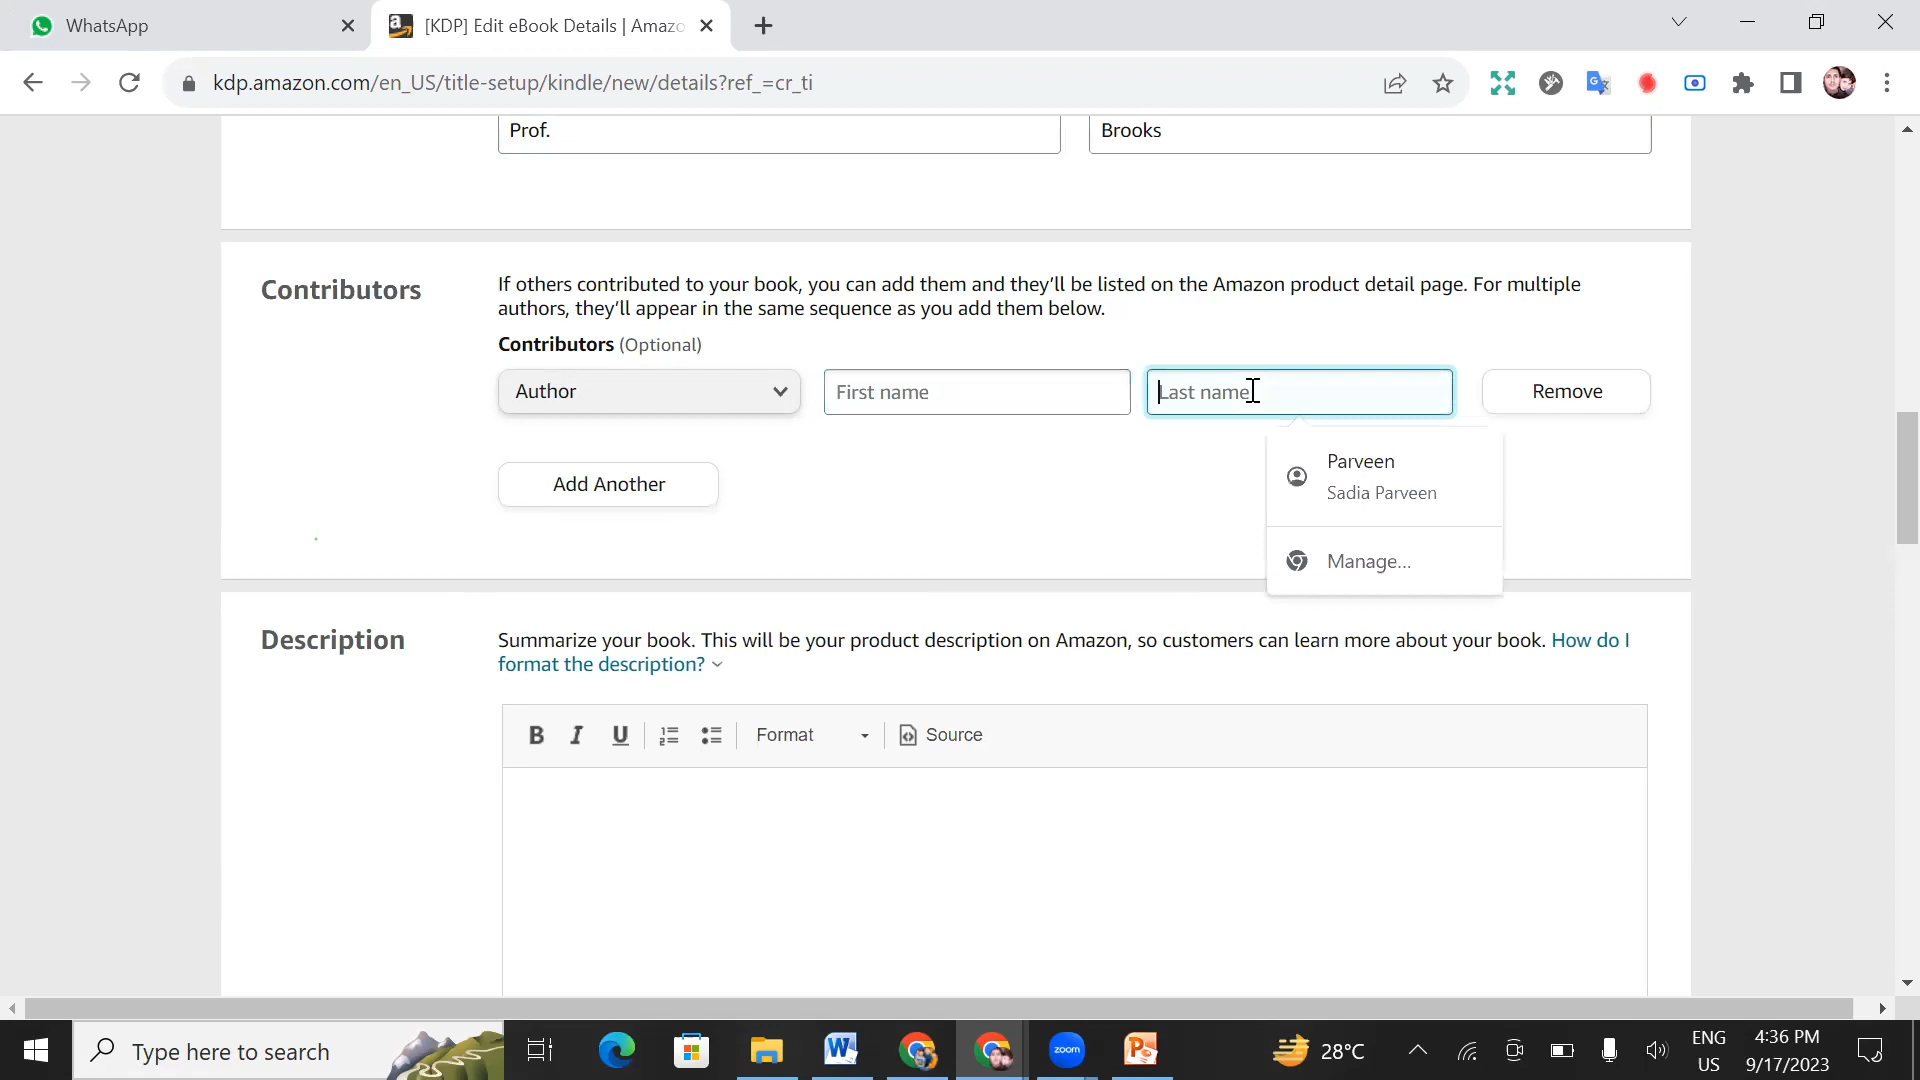 WhatsApp
[KDP] Edit eBook Details | Amazo
kdp.amazon.com/en_US/title-setup/kindle/new/details?ref_=cr_ti
Prof.
Brooks
Contributors
If others contributed to your book, you can add them and they’ll be listed on the Amazon product detail page. For multiple
authors, they’ll appear in the same sequence as you add them below.
Contributors (Optional)
Author
First name
Last name
Remove
Parveen
Sadia Parveen
Manage...
Add Another
Description
Summarize your book. This will be your product description on Amazon, so customers can learn more about your book. How do I
format the description?
B I U
Format
Source
Type here to search
zoom
28°C
ENG
US
4:36 PM
9/17/2023